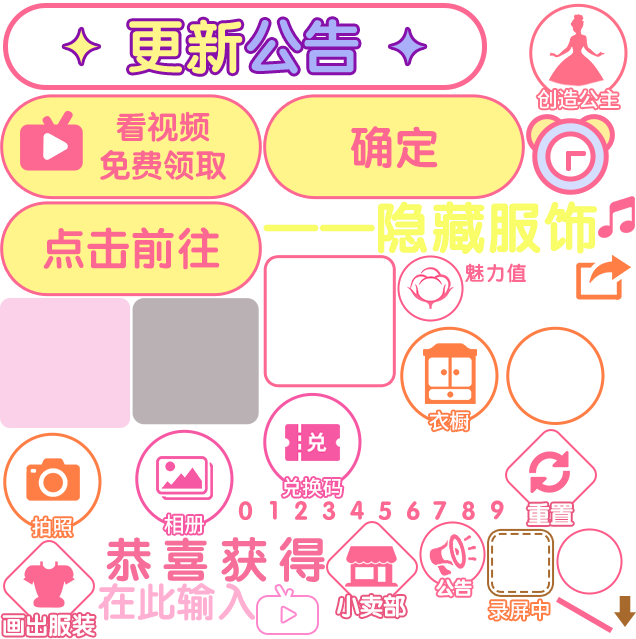 更新公告
创造公主
看视频
免费领取
确定
点击前往
——隐藏服饰
魅力值
衣橱
兑
兑换码
拍照
相册
0 1 2 3 4 5 6 7 8 9
重置
恭喜获得
画出服装
在此输入
小卖部
公告
录屏中